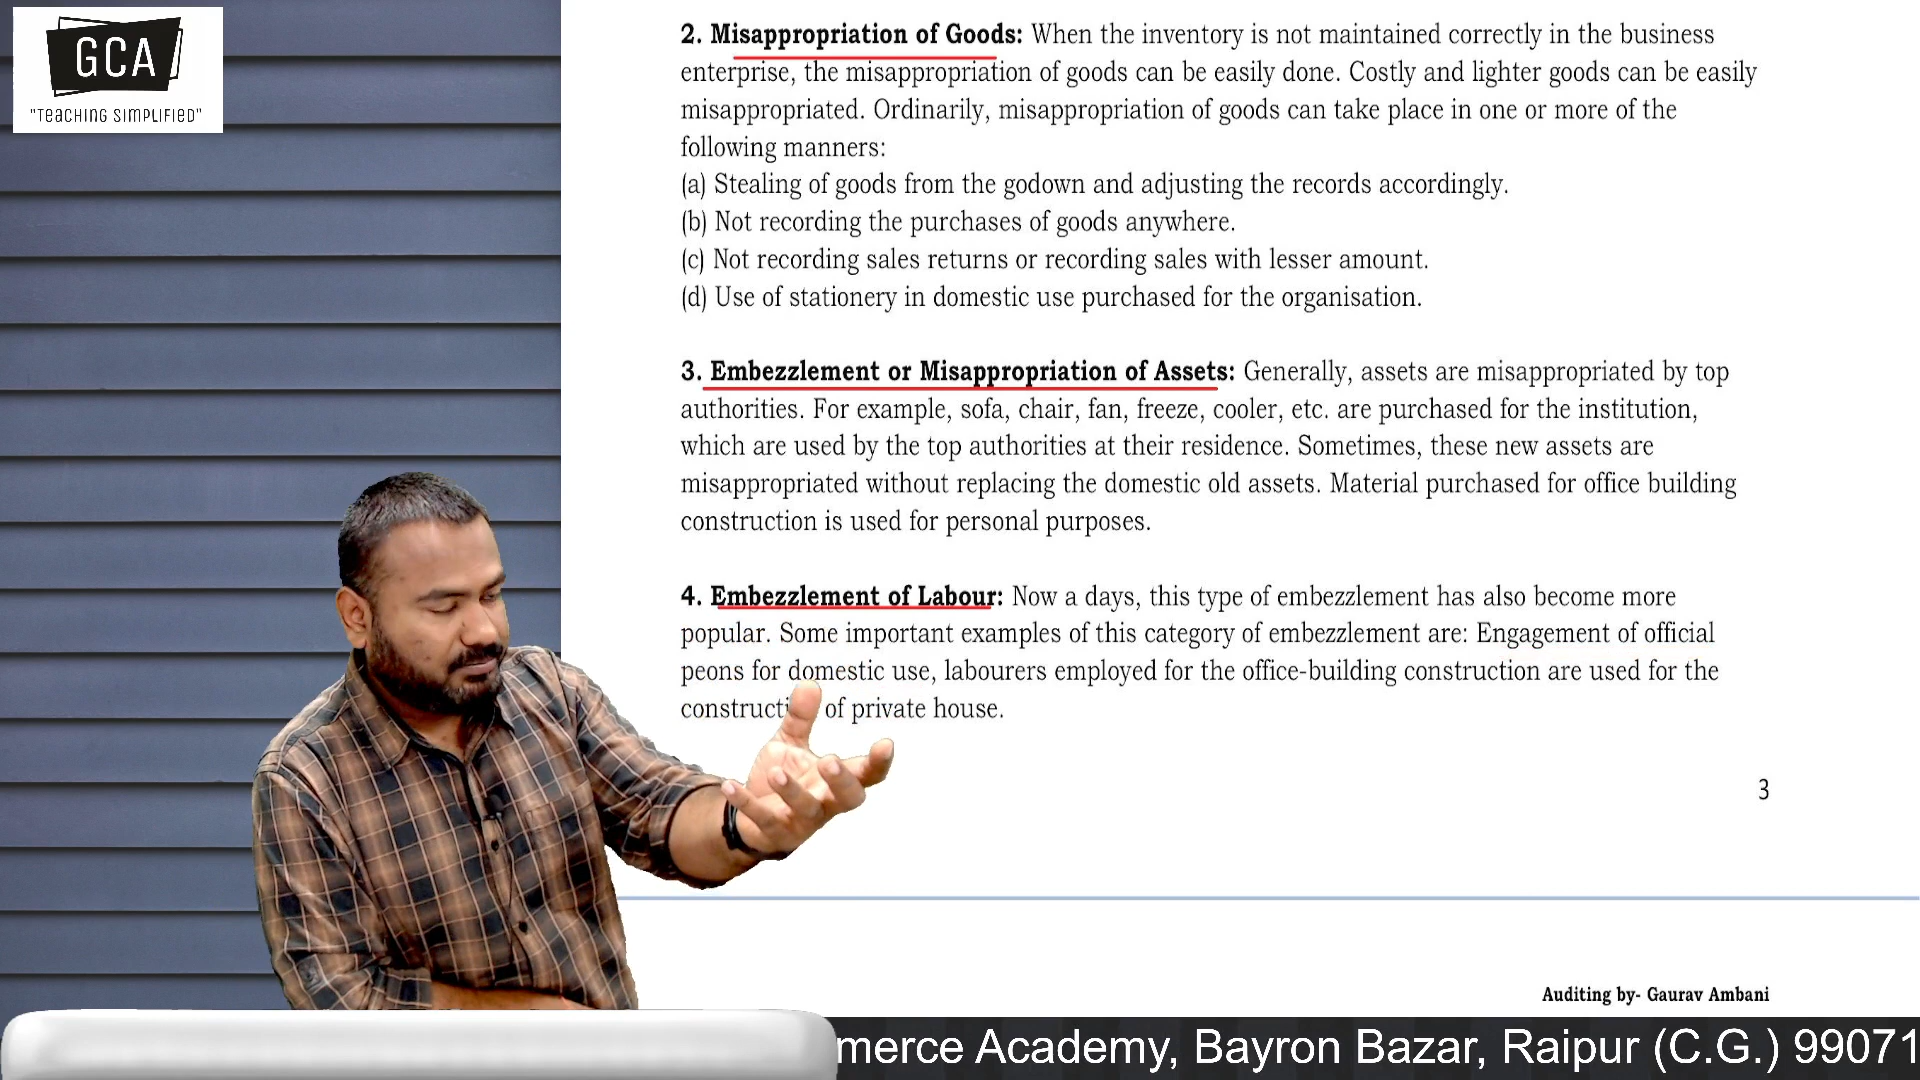 GCA
"Teaching Simplified"
2. Misappropriation of Goods: When the inventory is not maintained correctly in the business
enterprise, the misappropriation of goods can be easily done. Costly and lighter goods can be easily
misappropriated. Ordinarily, misappropriation of goods can take place in one or more of the
following manners:
(a) Stealing of goods from the godown and adjusting the records accordingly.
(b) Not recording the purchases of goods anywhere.
(c) Not recording sales returns or recording sales with lesser amount.
(d) Use of stationery in domestic use purchased for the organisation.
3. Embezzlement or Misappropriation of Assets: Generally, assets are misappropriated by top
authorities. For example, sofa, chair, fan, freeze, cooler, etc. are purchased for the institution,
which are used by the top authorities at their residence. Sometimes, these new assets are
misappropriated without replacing the domestic old assets. Material purchased for office building
construction is used for personal purposes.
4. Embezzlement of Labour: Now a days, this type of embezzlement has also become more
popular. Some important examples of this category of embezzlement are: Engagement of official
peons for domestic use, labourers employed for the office-building construction are used for the
constructi of private house.
3
Auditing by- Gaurav Ambani
merce Academy, Bayron Bazar, Raipur (C.G.) 99071